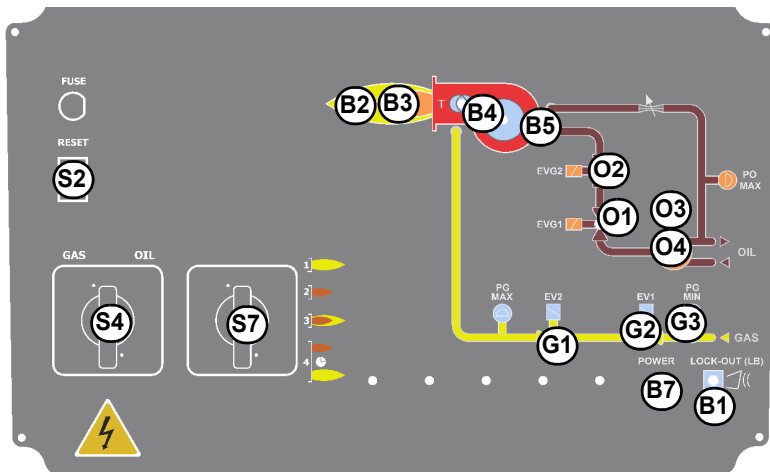 FUSE
RESET
S2
GAS OIL
S4
S7
1
2
3
4
B2
B3
T
B4
B5
EVG2
O2
PO
MAX
EVG1
O1
O3
O4
OIL
PG
MAX
EV2
EV1
PG
MIN
G1
G2
G3
GAS
POWER
LOCK-OUT (LB)
B7
B1